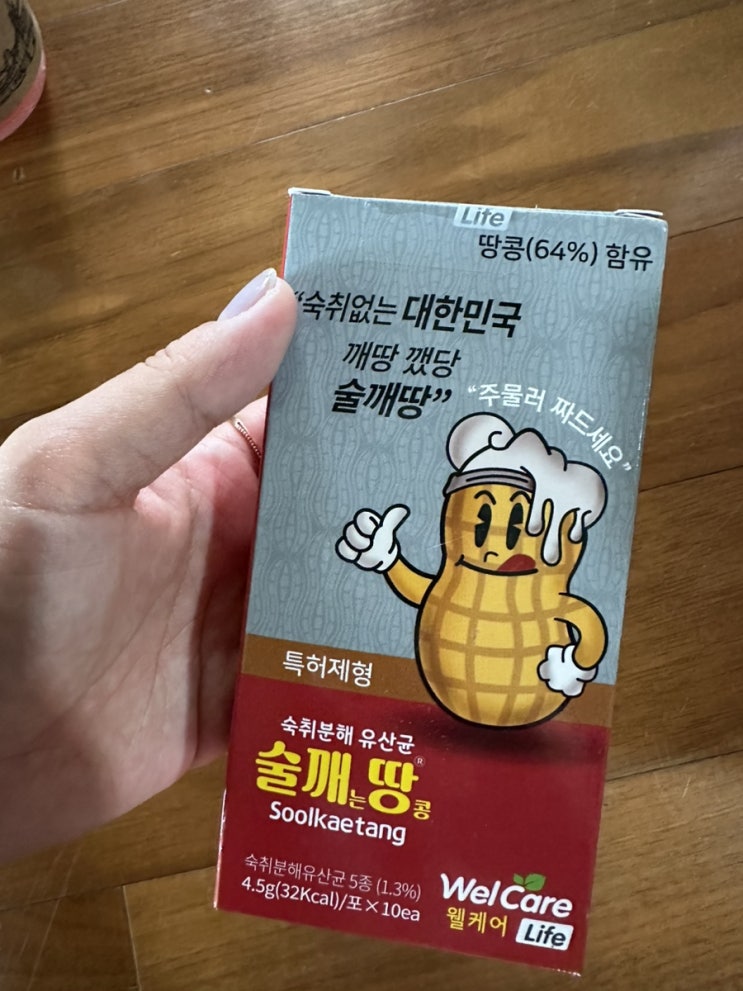 Life
땅콩(64%) 함유
“숙취없는 대한민국
깨땅 깼당
술깨땅”
“주물러 짜드세요”
특허제형
숙취분해 유산균
술깨는땅콩®
Soolkaetang
숙취분해유산균 5종 (1.3%)
4.5g(32Kcal)/포×10ea
WelCare
웰케어 Life